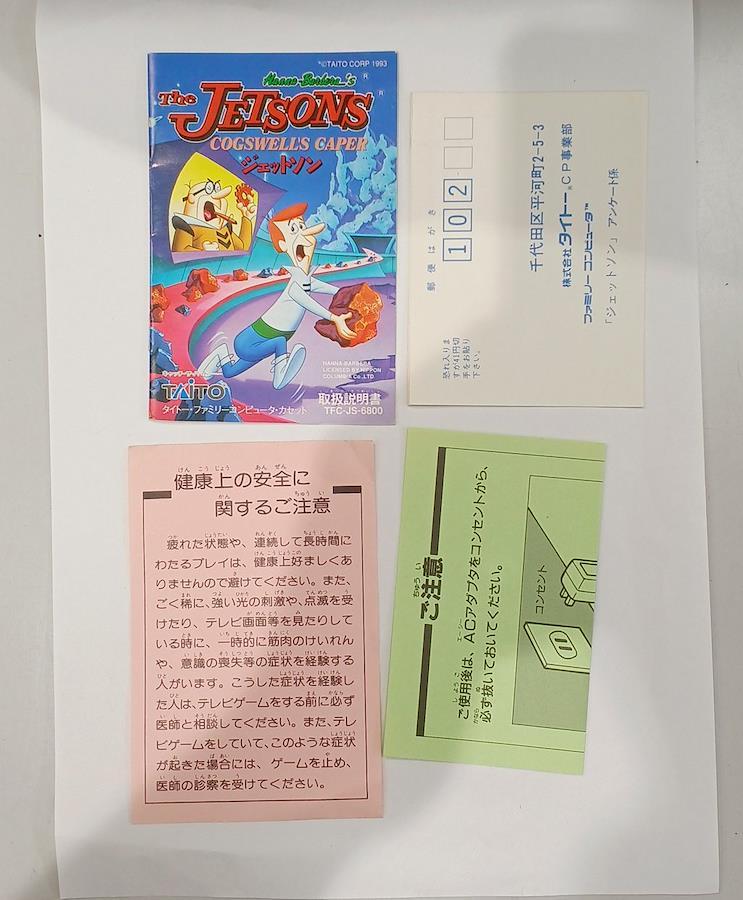 ©TAITO CORP 1993
Hanna-Barbera's ®
The JETSONS ®
COGSWELL'S CAPER
ジェットソン
HANNA-BARBERA
LICENSED BY NIPPON
COLUMBIA Co.,LTD.
TAITO
タイトー・ファミリーコンピュータ・カセット
取扱説明書
TFC-JS-6800
郵便はがき
102
千代田区平河町2-5-3
株式会社タイトー CP事業部
ファミリーコンピュータ™
「ジェットソン」アンケート係
恐れ入りま
すが41円切
手をお貼り
下さい。
健康上の安全に
関するご注意
疲れた状態や、連続して長時間に
わたるプレイは、健康上好ましくあ
りませんので避けてください。また、
ごく稀に、強い光の刺激や、点滅を受
けたり、テレビ画面等を見たりして
いる時に、一時的に筋肉のけいれん
や、意識の喪失等の症状を経験する
人がいます。こうした症状を経験し
た人は、テレビゲームをする前に必ず
医師と相談してください。また、テレ
ビゲームをしていて、このような症状
が起きた場合には、ゲームを止め、
医師の診察を受けてください。
ご注意
ご使用後は、ACアダプタをコンセントから、
必ず抜いておいてください。
コンセント